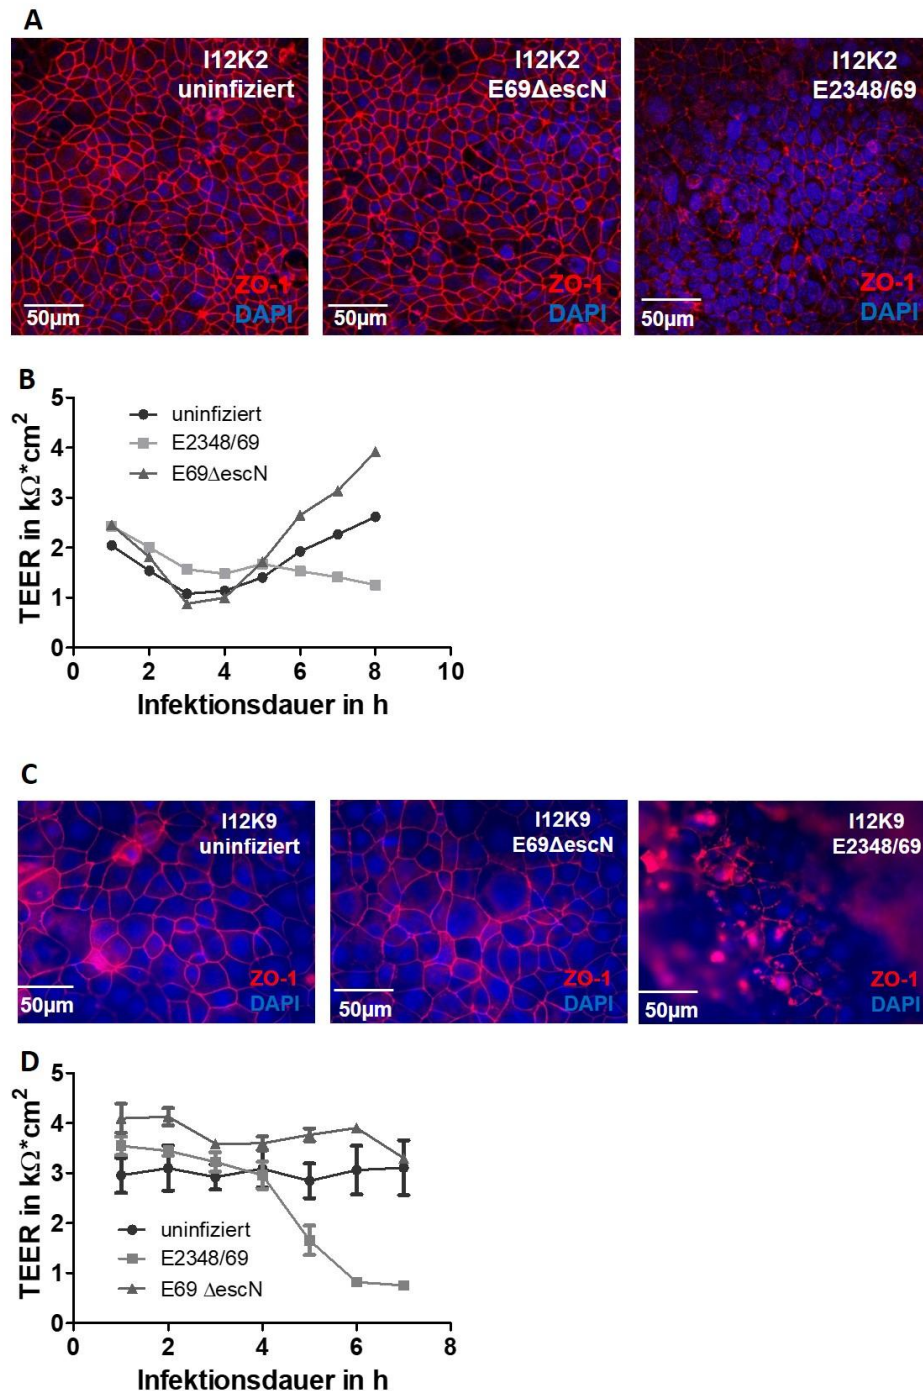 A
I12K2
uninfiziert
ZO-1
DAPI
50µm
I12K2
E69ΔescN
ZO-1
DAPI
50µm
I12K2
E2348/69
ZO-1
DAPI
50µm
B
TEER in kΩ*cm²
5
4
3
2
1
0
uninfiziert
E2348/69
E69ΔescN
0 2 4 6 8 10
Infektionsdauer in h
C
I12K9
uninfiziert
ZO-1
DAPI
50µm
I12K9
E69ΔescN
ZO-1
DAPI
50µm
I12K9
E2348/69
ZO-1
DAPI
50µm
D
TEER in kΩ*cm²
5
4
3
2
1
0
uninfiziert
E2348/69
E69 ΔescN
0 2 4 6 8
Infektionsdauer in h